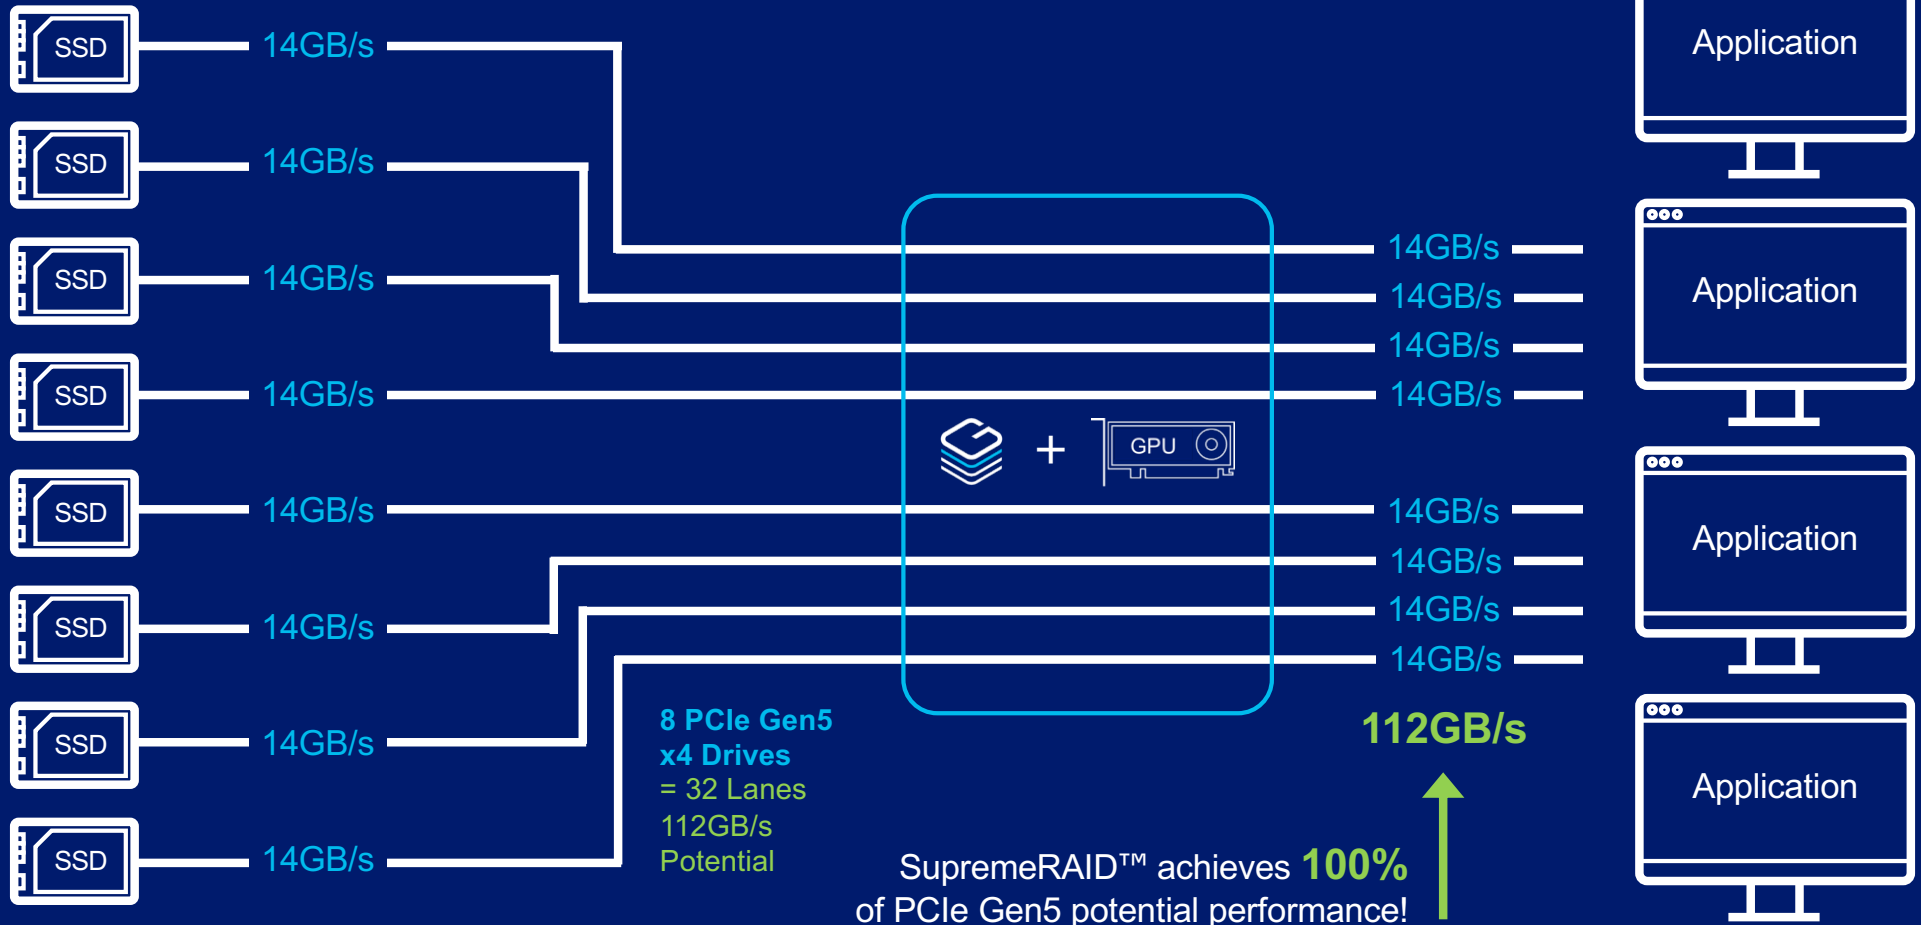 SSD
14GB/s
SSD
14GB/s
SSD
14GB/s
SSD
14GB/s
SSD
14GB/s
SSD
14GB/s
SSD
14GB/s
SSD
14GB/s
8 PCIe Gen5
x4 Drives
= 32 Lanes
112GB/s
Potential
+
GPU
14GB/s
14GB/s
14GB/s
14GB/s
14GB/s
14GB/s
14GB/s
14GB/s
112GB/s
SupremeRAID™ achieves 100%
of PCIe Gen5 potential performance!
Application
Application
Application
Application